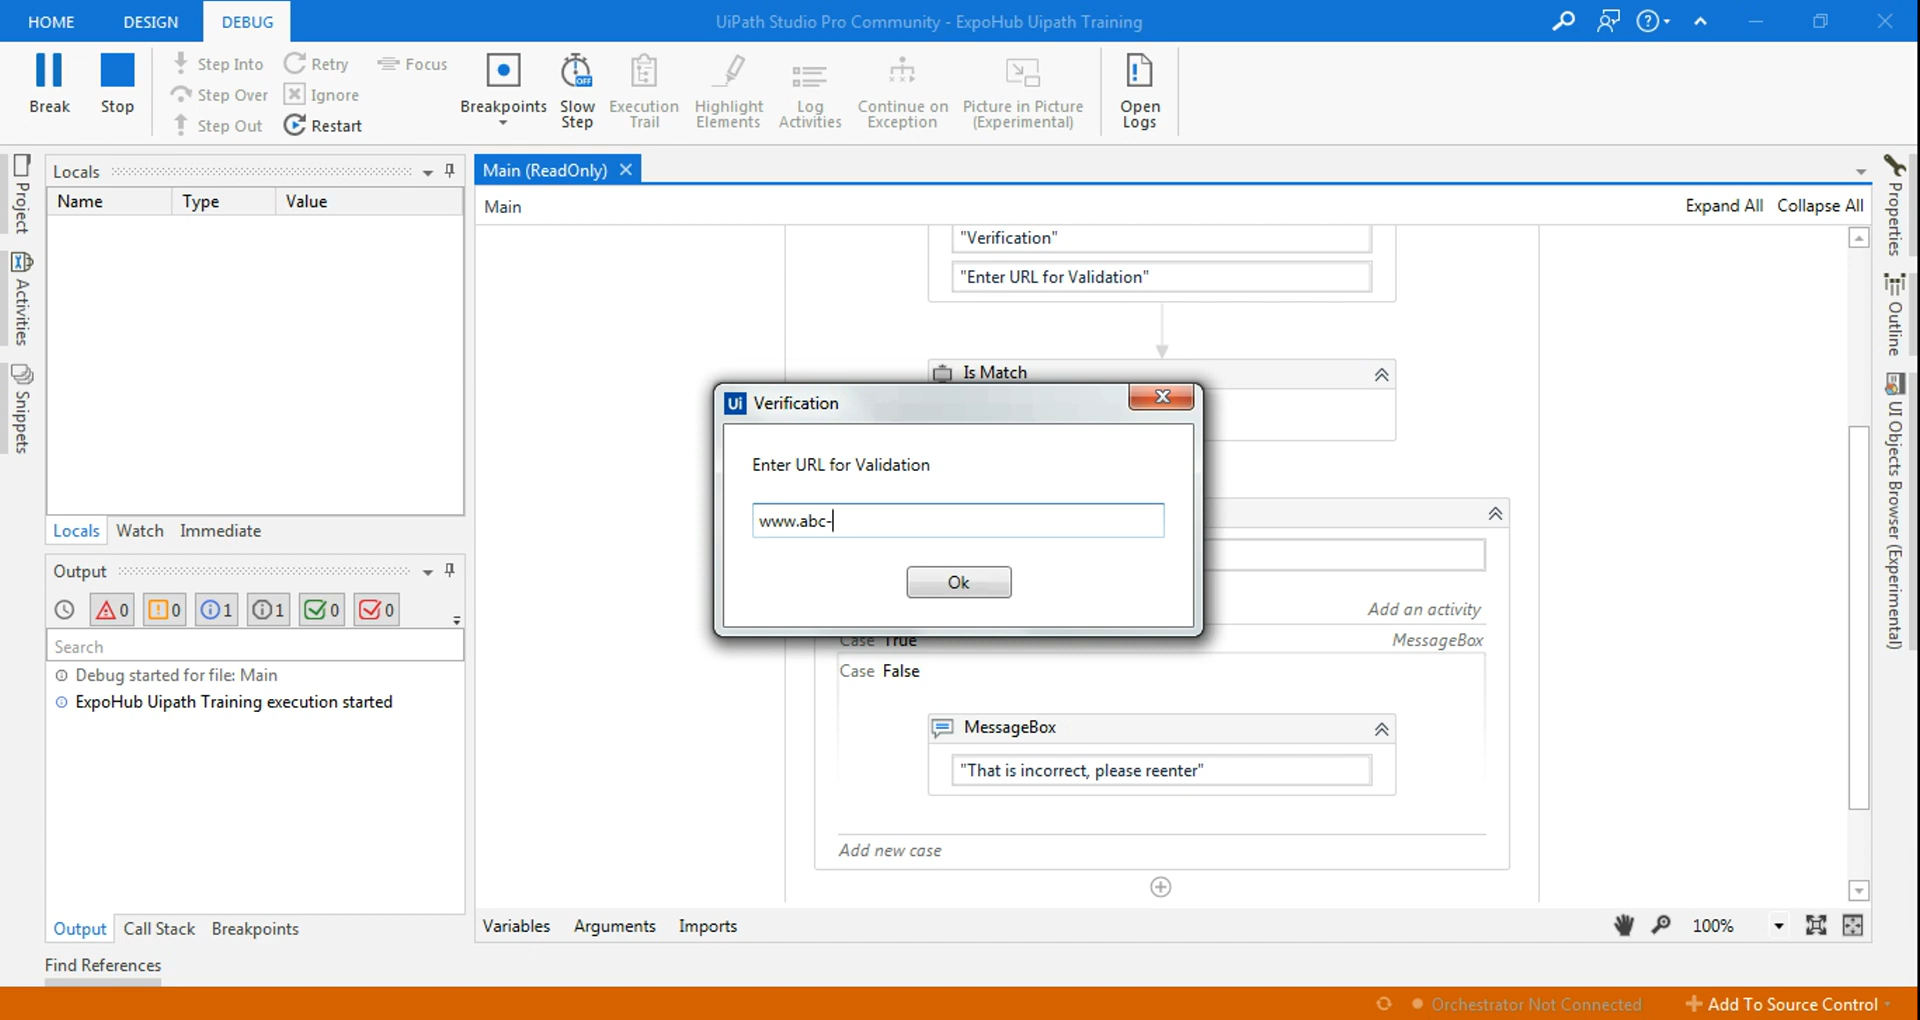 HOME DESIGN DEBUG UiPath Studio Pro Community - ExpoHub Uipath Training
Break Stop Step Into Step Over Step Out Retry Ignore Restart Focus
Breakpoints Slow Step OFF Execution Trail Highlight Elements Log Activities Continue on Exception Picture in Picture (Experimental) Open Logs
Project
Activities
Snippets
Locals
Name Type Value
Locals Watch Immediate
Output
0 0 1 1 0 0
Search
Debug started for file: Main
ExpoHub Uipath Training execution started
Output Call Stack Breakpoints
Find References
Main (ReadOnly)
Main Expand All Collapse All
"Verification"
"Enter URL for Validation"
Is Match
Ui Verification
Enter URL for Validation
www.abc-
Ok
Add an activity
Case True MessageBox
Case False
MessageBox
"That is incorrect, please reenter"
Add new case
Variables Arguments Imports 100%
Properties
Outline
UI Objects Browser (Experimental)
Orchestrator Not Connected Add To Source Control